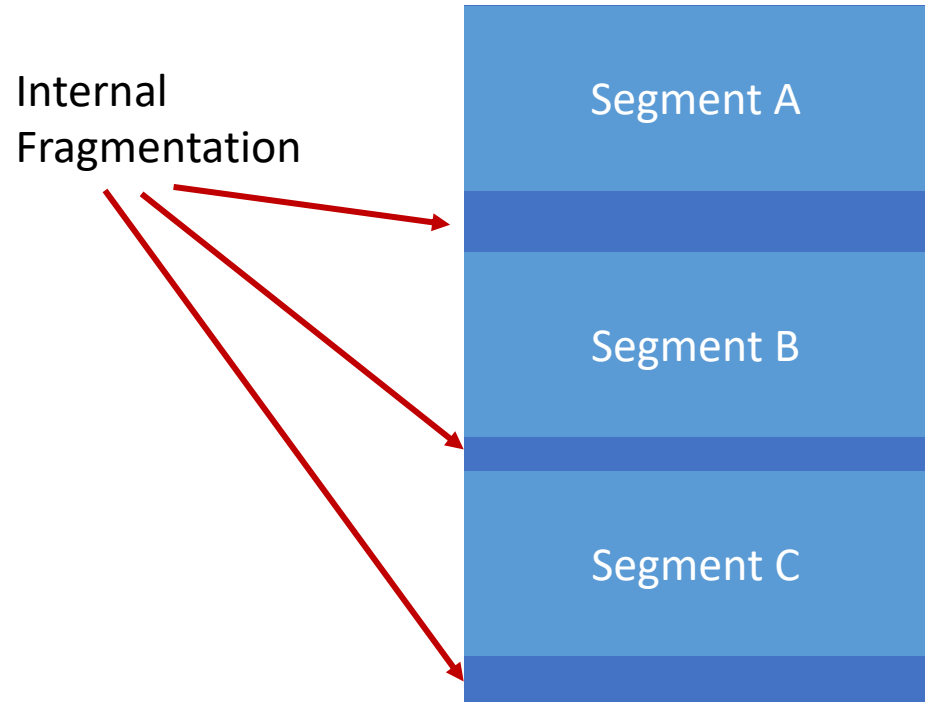 Internal
Fragmentation
Segment A
Segment B
Segment C